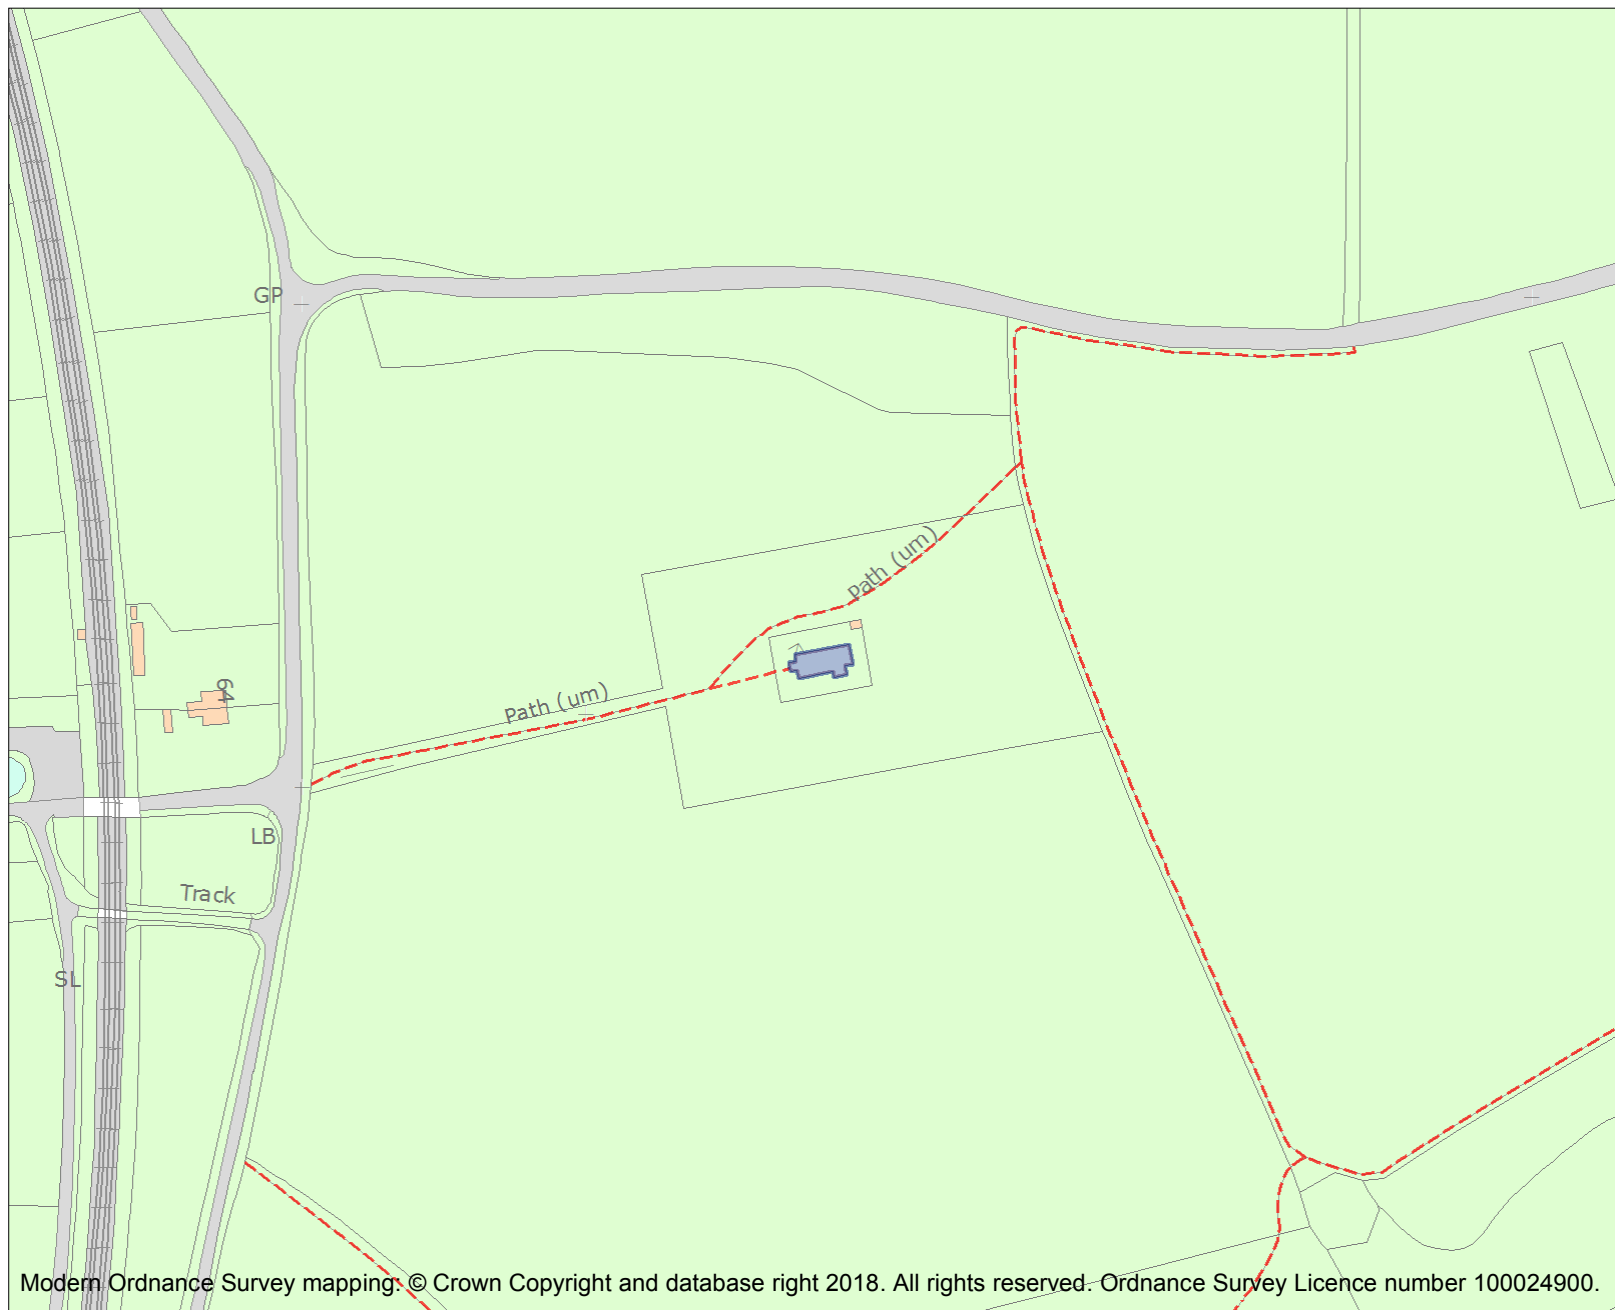 GP
Path (um)
Path (um)
64
LB
Track
SL
Modern Ordnance Survey mapping: © Crown Copyright and database right 2018. All rights reserved. Ordnance Survey Licence number 100024900.